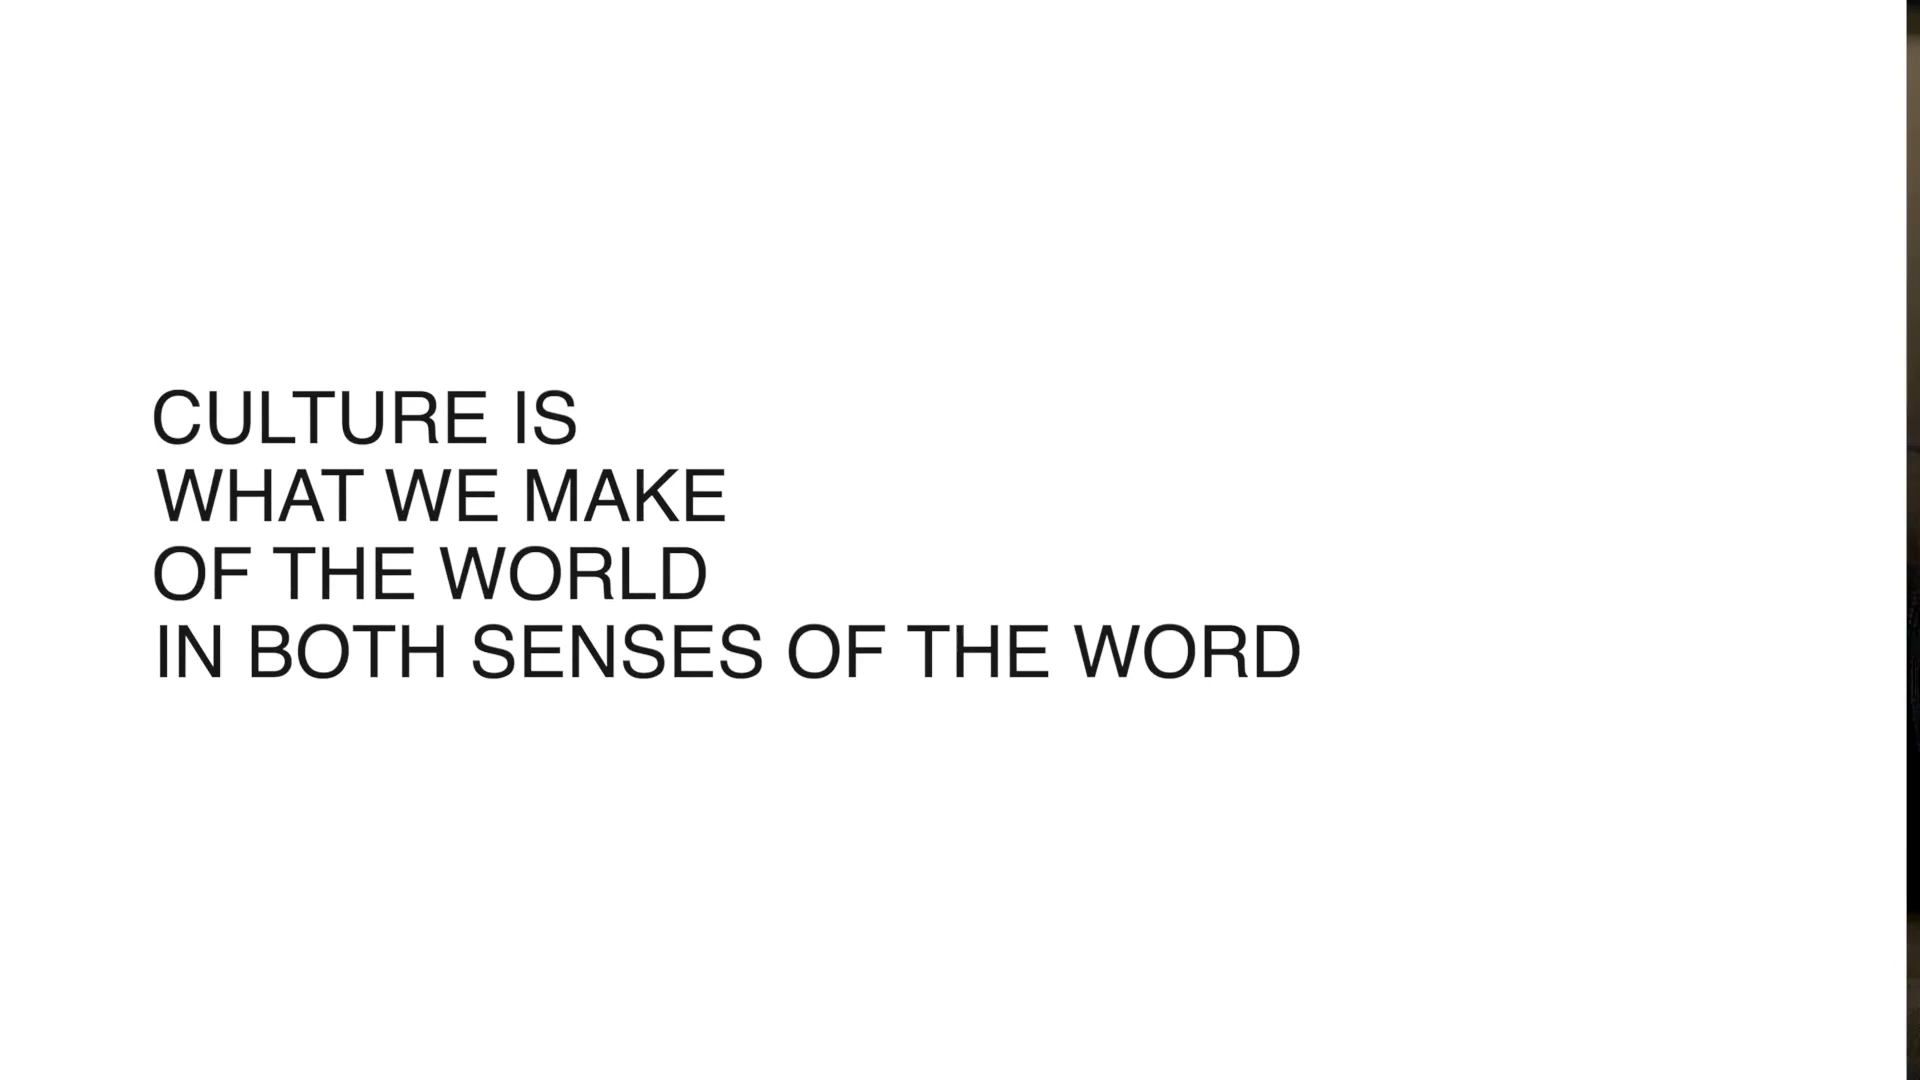 CULTURE IS
WHAT WE MAKE
OF THE WORLD
IN BOTH SENSES OF THE WORD